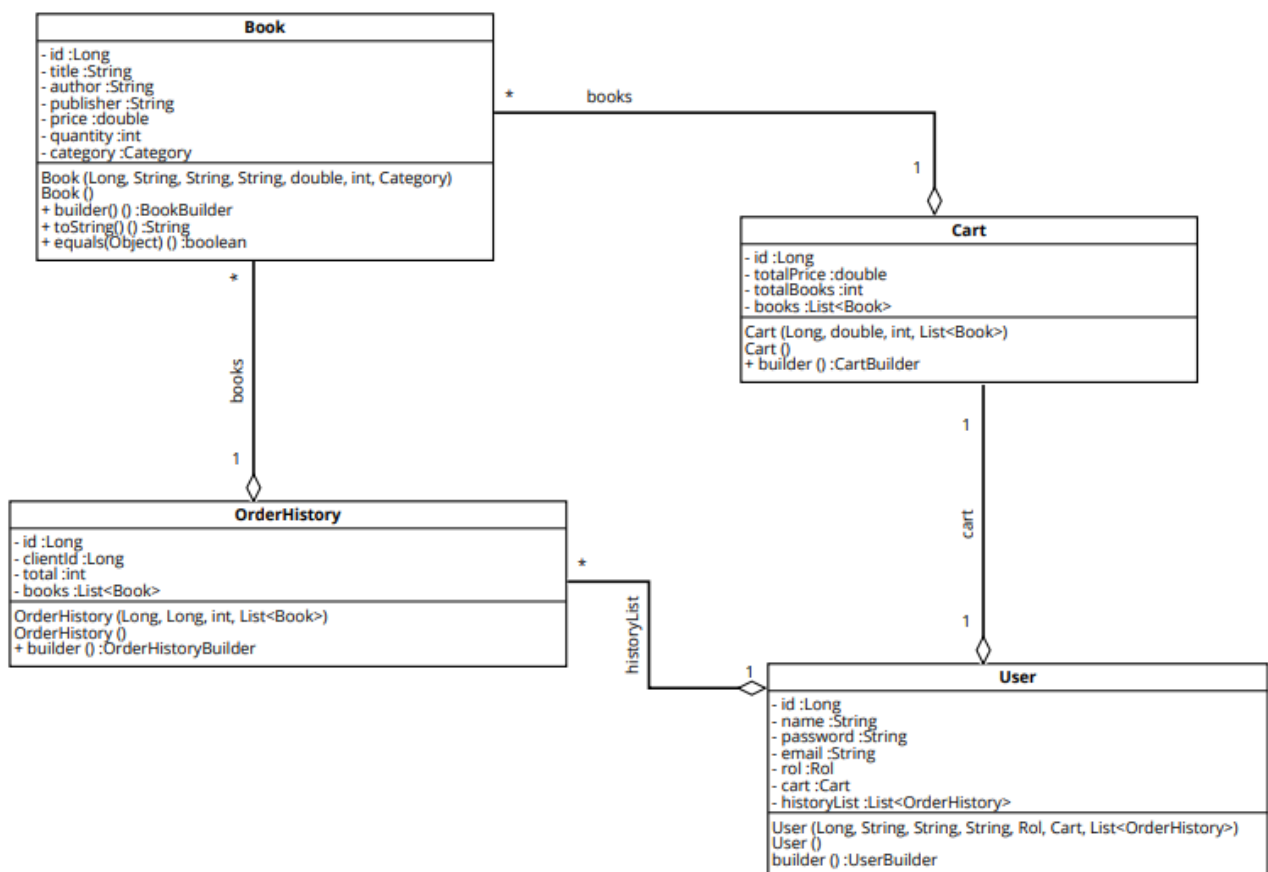 Book
- id :Long
- title :String
- author :String
- publisher :String
- price :double
- quantity :int
- category :Category
Book (Long, String, String, String, double, int, Category)
Book ()
+ builder() () :BookBuilder
+ toString() () :String
+ equals(Object) () :boolean
* books
1
Cart
- id :Long
- totalPrice :double
- totalBooks :int
- books :List<Book>
Cart (Long, double, int, List<Book>)
Cart ()
+ builder () :CartBuilder
*
books
1
OrderHistory
- id :Long
- clientId :Long
- total :int
- books :List<Book>
OrderHistory (Long, Long, int, List<Book>)
OrderHistory ()
+ builder () :OrderHistoryBuilder
*
historyList
1
1
cart
1
User
- id :Long
- name :String
- password :String
- email :String
- rol :Rol
- cart :Cart
- historyList :List<OrderHistory>
User (Long, String, String, String, Rol, Cart, List<OrderHistory>)
User ()
builder () :UserBuilder